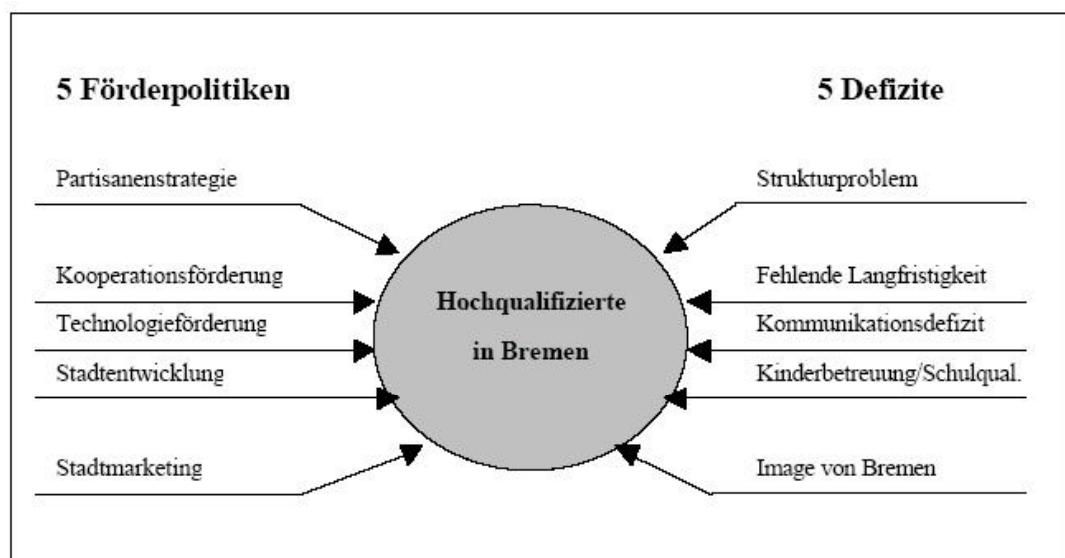 5 Förderpolitiken
5 Defizite
Partisanenstrategie
Strukturproblem
Kooperationsförderung
Fehlende Langfristigkeit
Hochqualifizierte
in Bremen
Technologieförderung
Kommunikationsdefizit
Stadtentwicklung
Kinderbetreuung/Schulqual.
Stadtmarketing
Image von Bremen